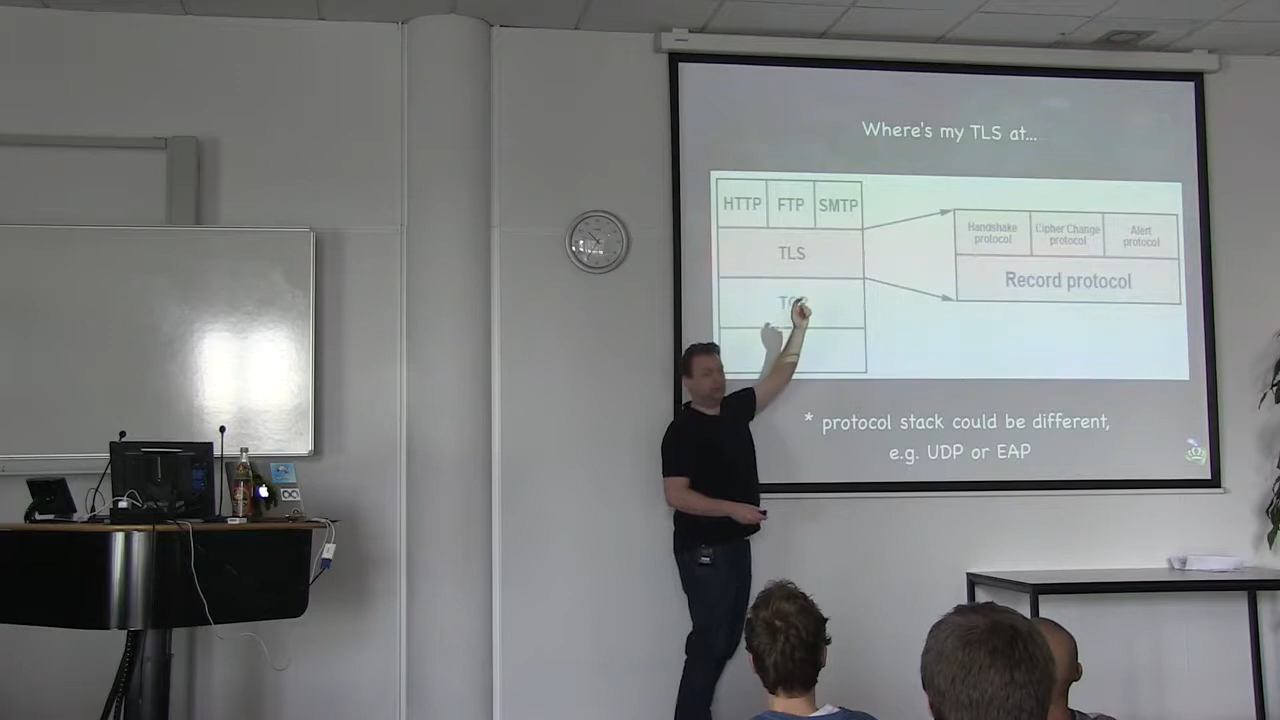 Where's my TLS at...
HTTP FTP SMTP
TLS
Handshake protocol
Cipher Change protocol
Alert protocol
Record protocol
* protocol stack could be different,
e.g. UDP or EAP